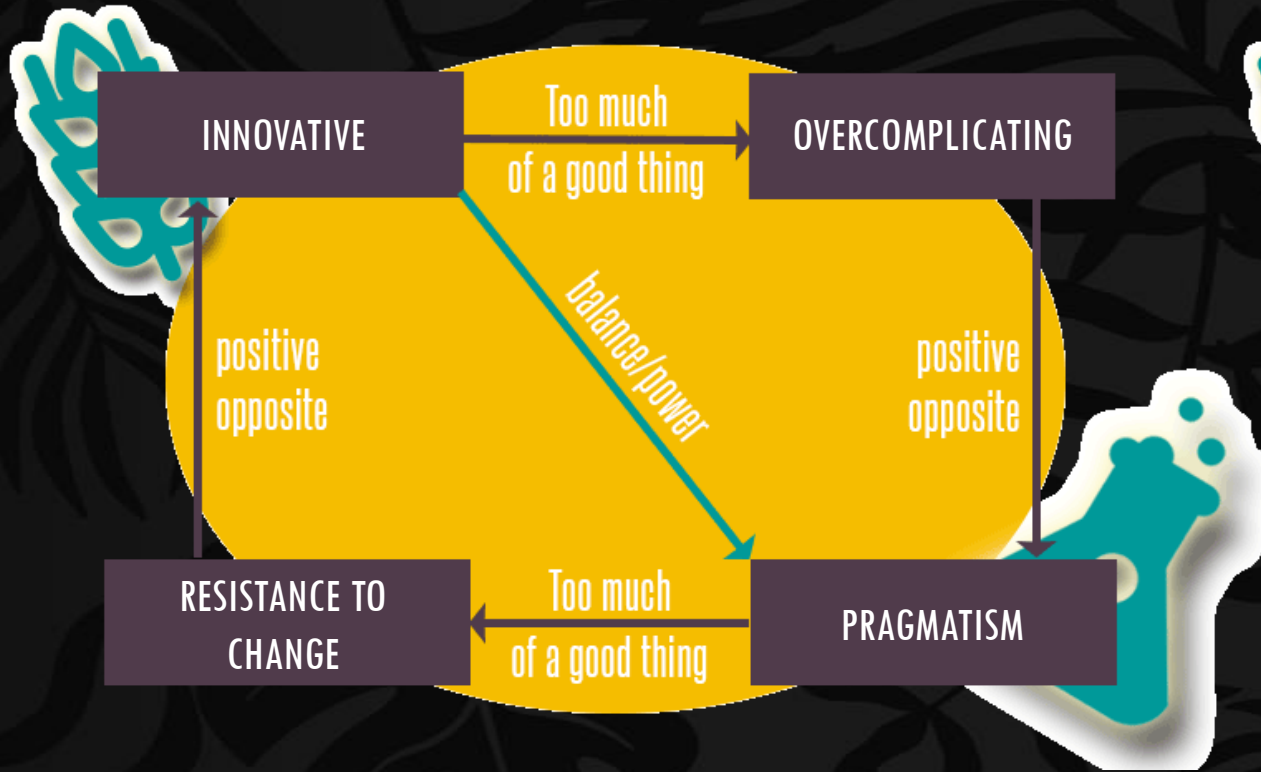 INNOVATIVE
Too much
of a good thing
OVERCOMPLICATING
positive
opposite
balance/power
positive
opposite
RESISTANCE TO
CHANGE
Too much
of a good thing
PRAGMATISM